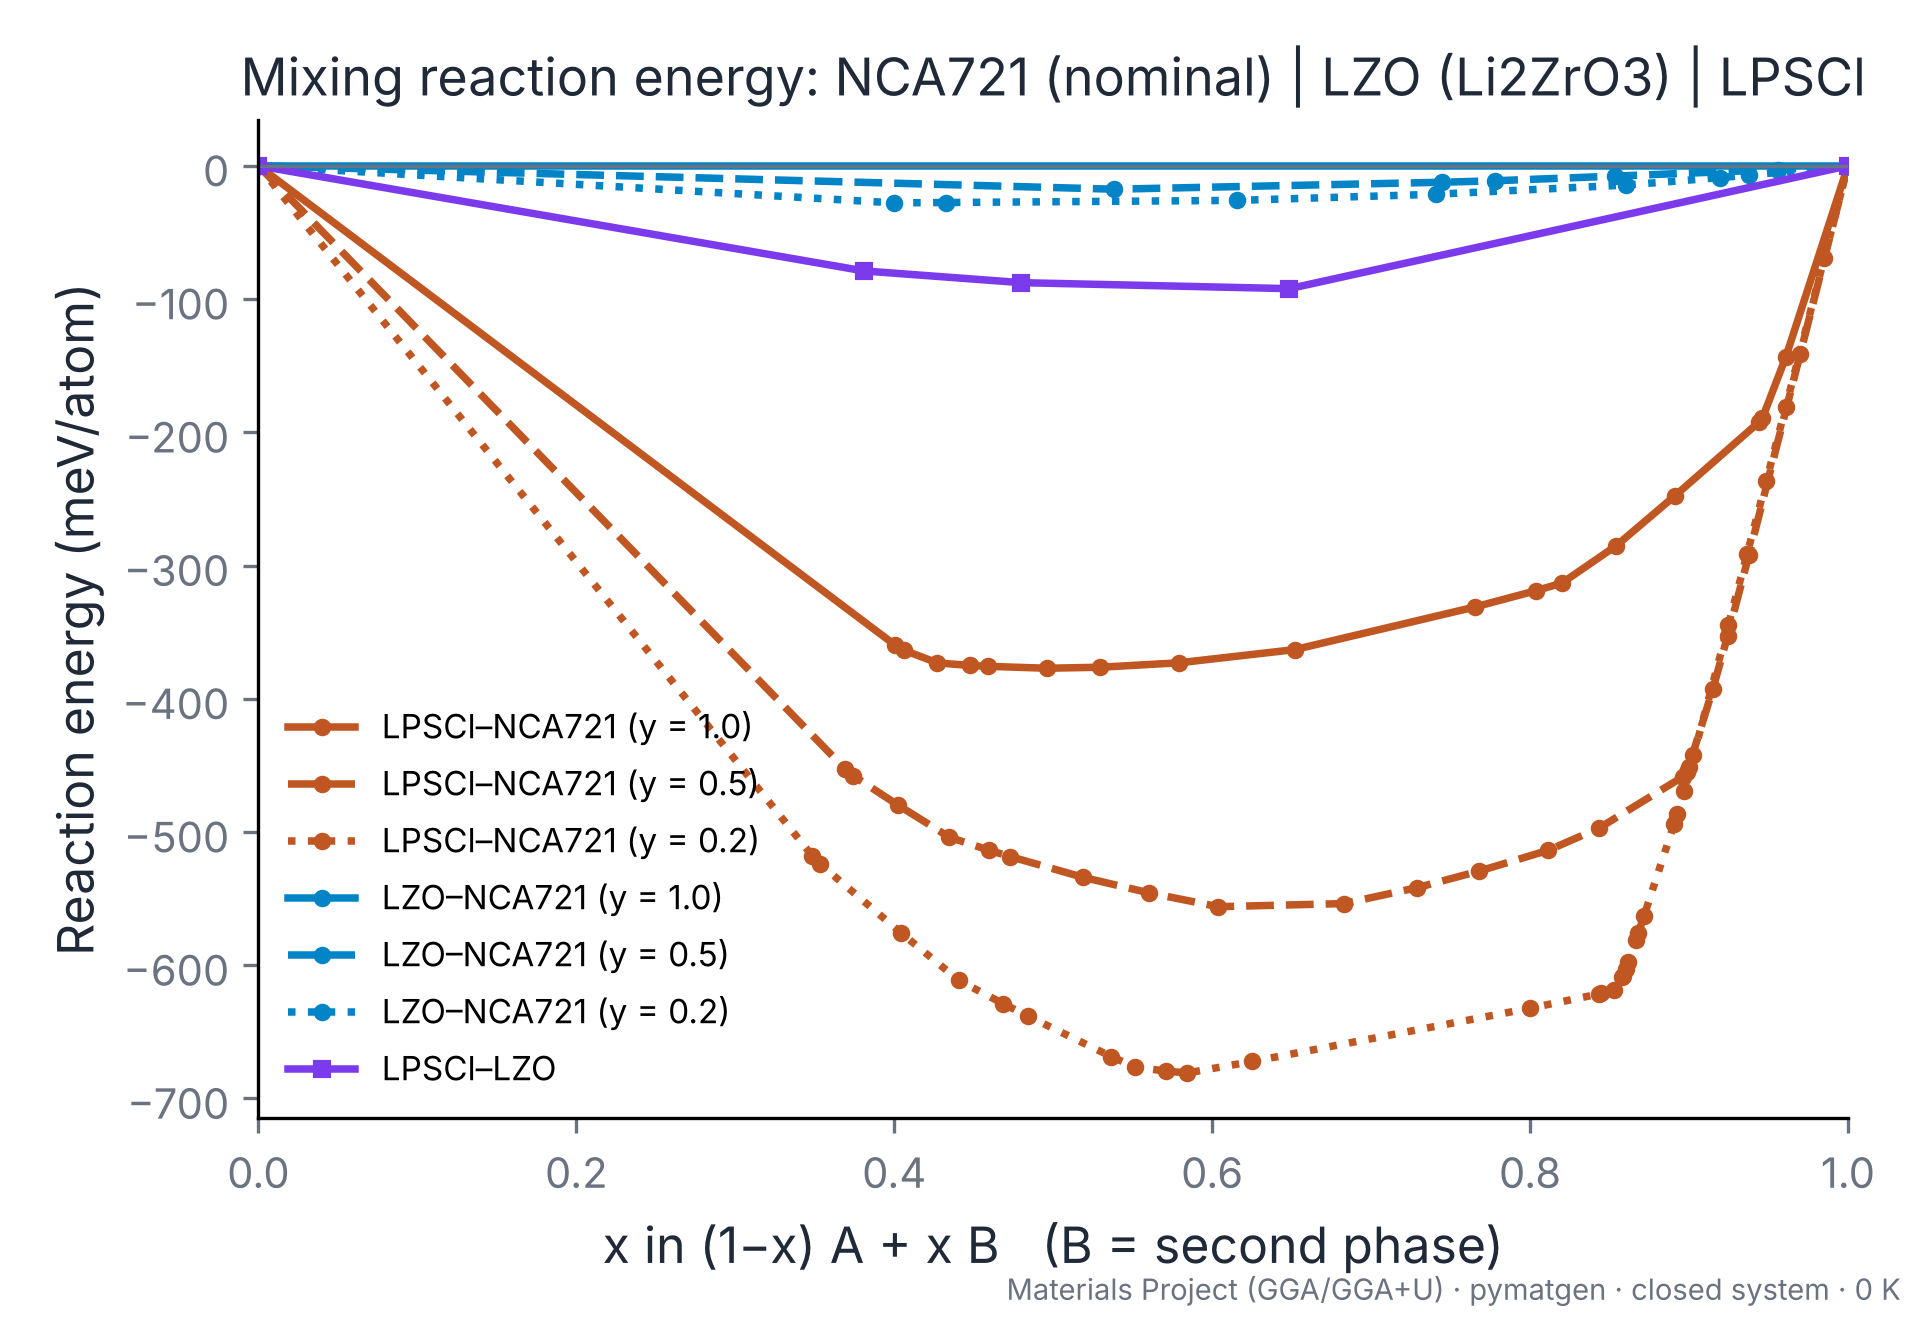 Mixing reaction energy: NCA721 (nominal) | LZO (Li2ZrO3) | LPSCl
Reaction energy (meV/atom)
0
−100
−200
−300
−400
−500
−600
−700
LPSCl–NCA721 (y = 1.0)
LPSCl–NCA721 (y = 0.5)
LPSCl–NCA721 (y = 0.2)
LZO–NCA721 (y = 1.0)
LZO–NCA721 (y = 0.5)
LZO–NCA721 (y = 0.2)
LPSCl–LZO
0.0 0.2 0.4 0.6 0.8 1.0
x in (1−x) A + x B (B = second phase)
Materials Project (GGA/GGA+U) · pymatgen · closed system · 0 K